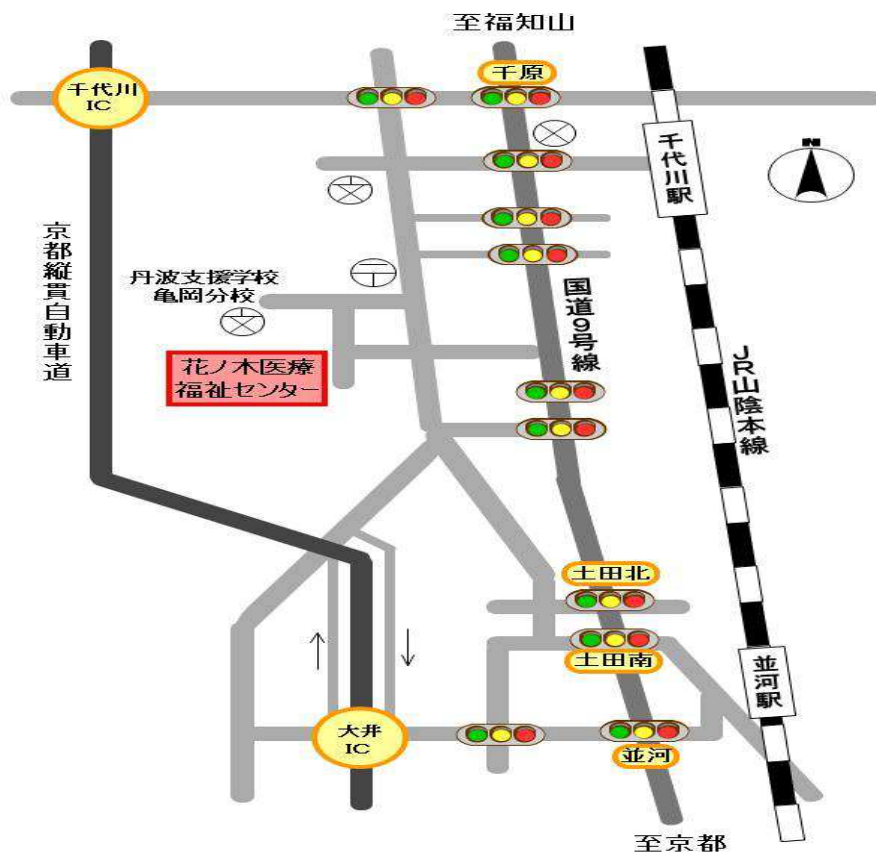 至福知山
千原
千代川
IC
千代川駅
N
京都縦貫自動車道
丹波支援学校
亀岡分校
国道9号線
花ノ木医療
福祉センター
JR山陰本線
土田北
土田南
並河駅
大井
IC
並河
至京都